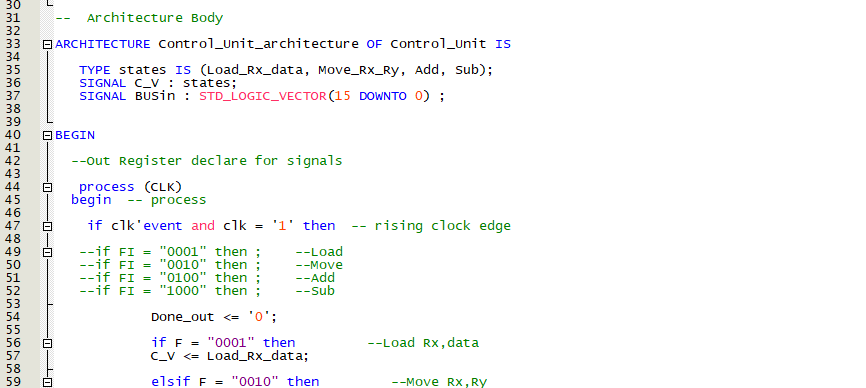 30
31 -- Architecture Body
32
33 ARCHITECTURE Control_Unit_architecture OF Control_Unit IS
34
35 TYPE states IS (Load_Rx_data, Move_Rx_Ry, Add, Sub);
36 SIGNAL C_V : states;
37 SIGNAL BUSin : STD_LOGIC_VECTOR(15 DOWNTO 0) ;
38
39
40 BEGIN
41
42 --Out Register declare for signals
43
44 process (CLK)
45 begin -- process
46
47 if clk'event and clk = '1' then -- rising clock edge
48
49 --if FI = "0001" then ; --Load
50 --if FI = "0010" then ; --Move
51 --if FI = "0100" then ; --Add
52 --if FI = "1000" then ; --Sub
53
54 Done_out <= '0';
55
56 if F = "0001" then --Load Rx,data
57 C_V <= Load_Rx_data;
58
59 elsif F = "0010" then --Move Rx,Ry